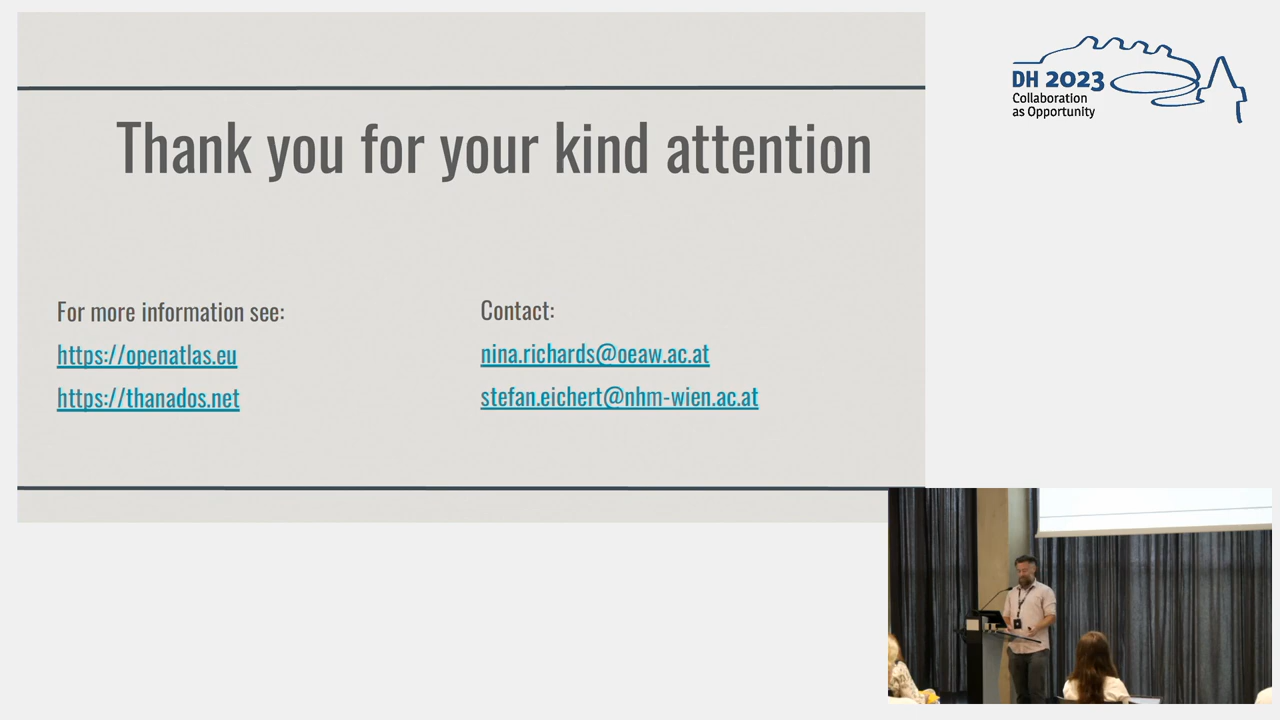 Thank you for your kind attention
For more information see:
https://openatlas.eu
https://thanados.net
Contact:
nina.richards@oeaw.ac.at
stefan.eichert@nhm-wien.ac.at
DH 2023
Collaboration
as Opportunity